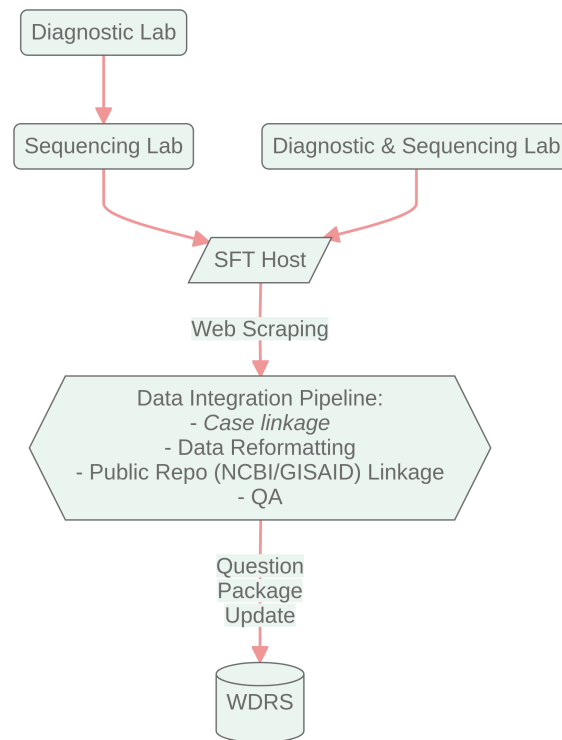 Diagnostic Lab
Sequencing Lab
Diagnostic & Sequencing Lab
SFT Host
Web Scraping
Data Integration Pipeline:
- Case linkage
- Data Reformatting
- Public Repo (NCBI/GISAID) Linkage
- QA
Question
Package
Update
WDRS